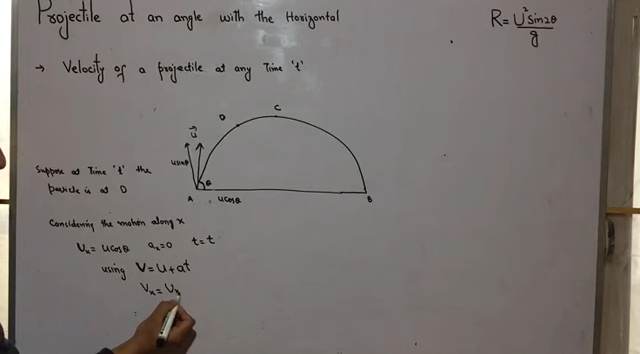 Projectile at an angle with the Horizontal
R = U²sin2θ / g
→ Velocity of a projectile at any Time 't'
C
D
u⃗
usinθ
θ
A
ucosθ
B
Suppose at Time 't' the
particle is at D
Considering the motion along x
Ux = ucosθ ax = 0 t = t
using V = U + at
Vx = Ux